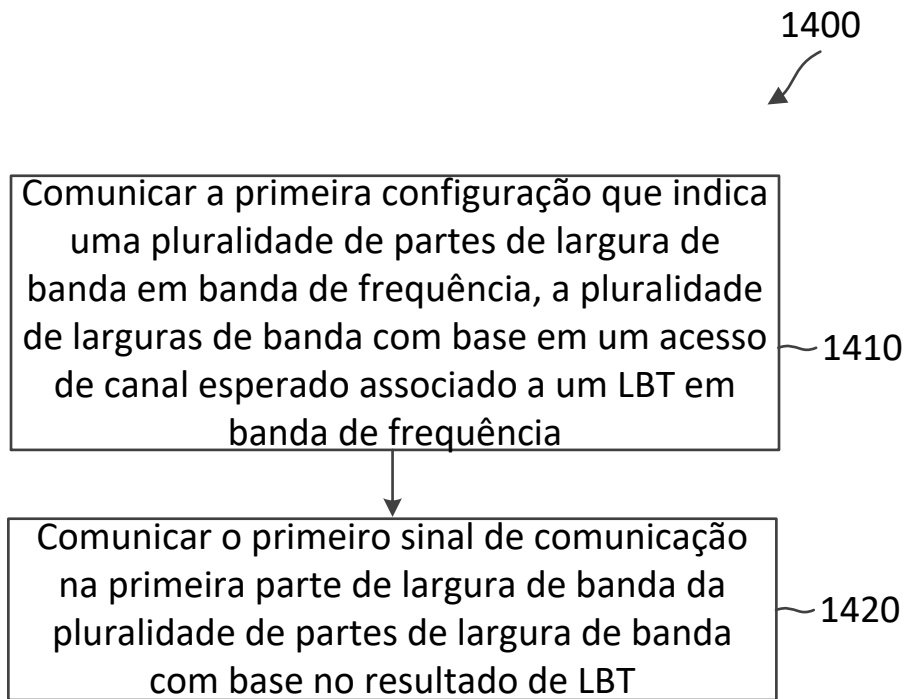 1400
Comunicar a primeira configuração que indica
uma pluralidade de partes de largura de
banda em banda de frequência, a pluralidade
de larguras de banda com base em um acesso
de canal esperado associado a um LBT em
banda de frequência
1410
Comunicar o primeiro sinal de comunicação
na primeira parte de largura de banda da
pluralidade de partes de largura de banda
com base no resultado de LBT
1420